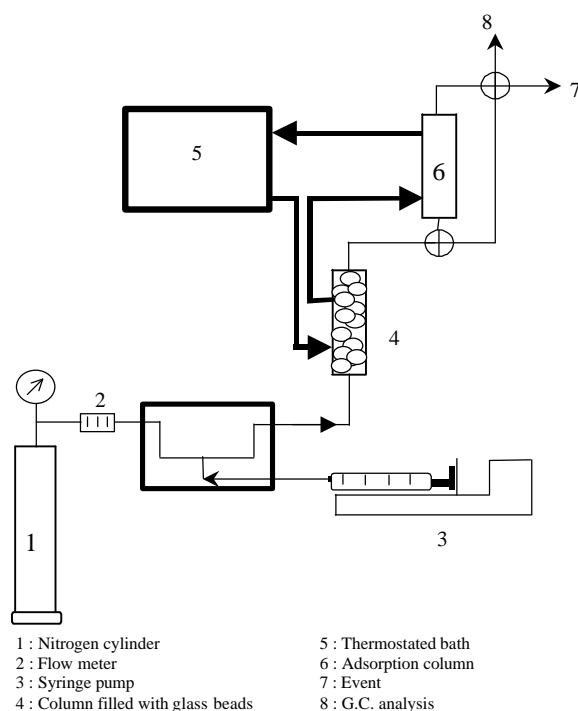 8
7
5
6
4
2
1
3
1 : Nitrogen cylinder
2 : Flow meter
3 : Syringe pump
4 : Column filled with glass beads
5 : Thermostated bath
6 : Adsorption column
7 : Event
8 : G.C. analysis